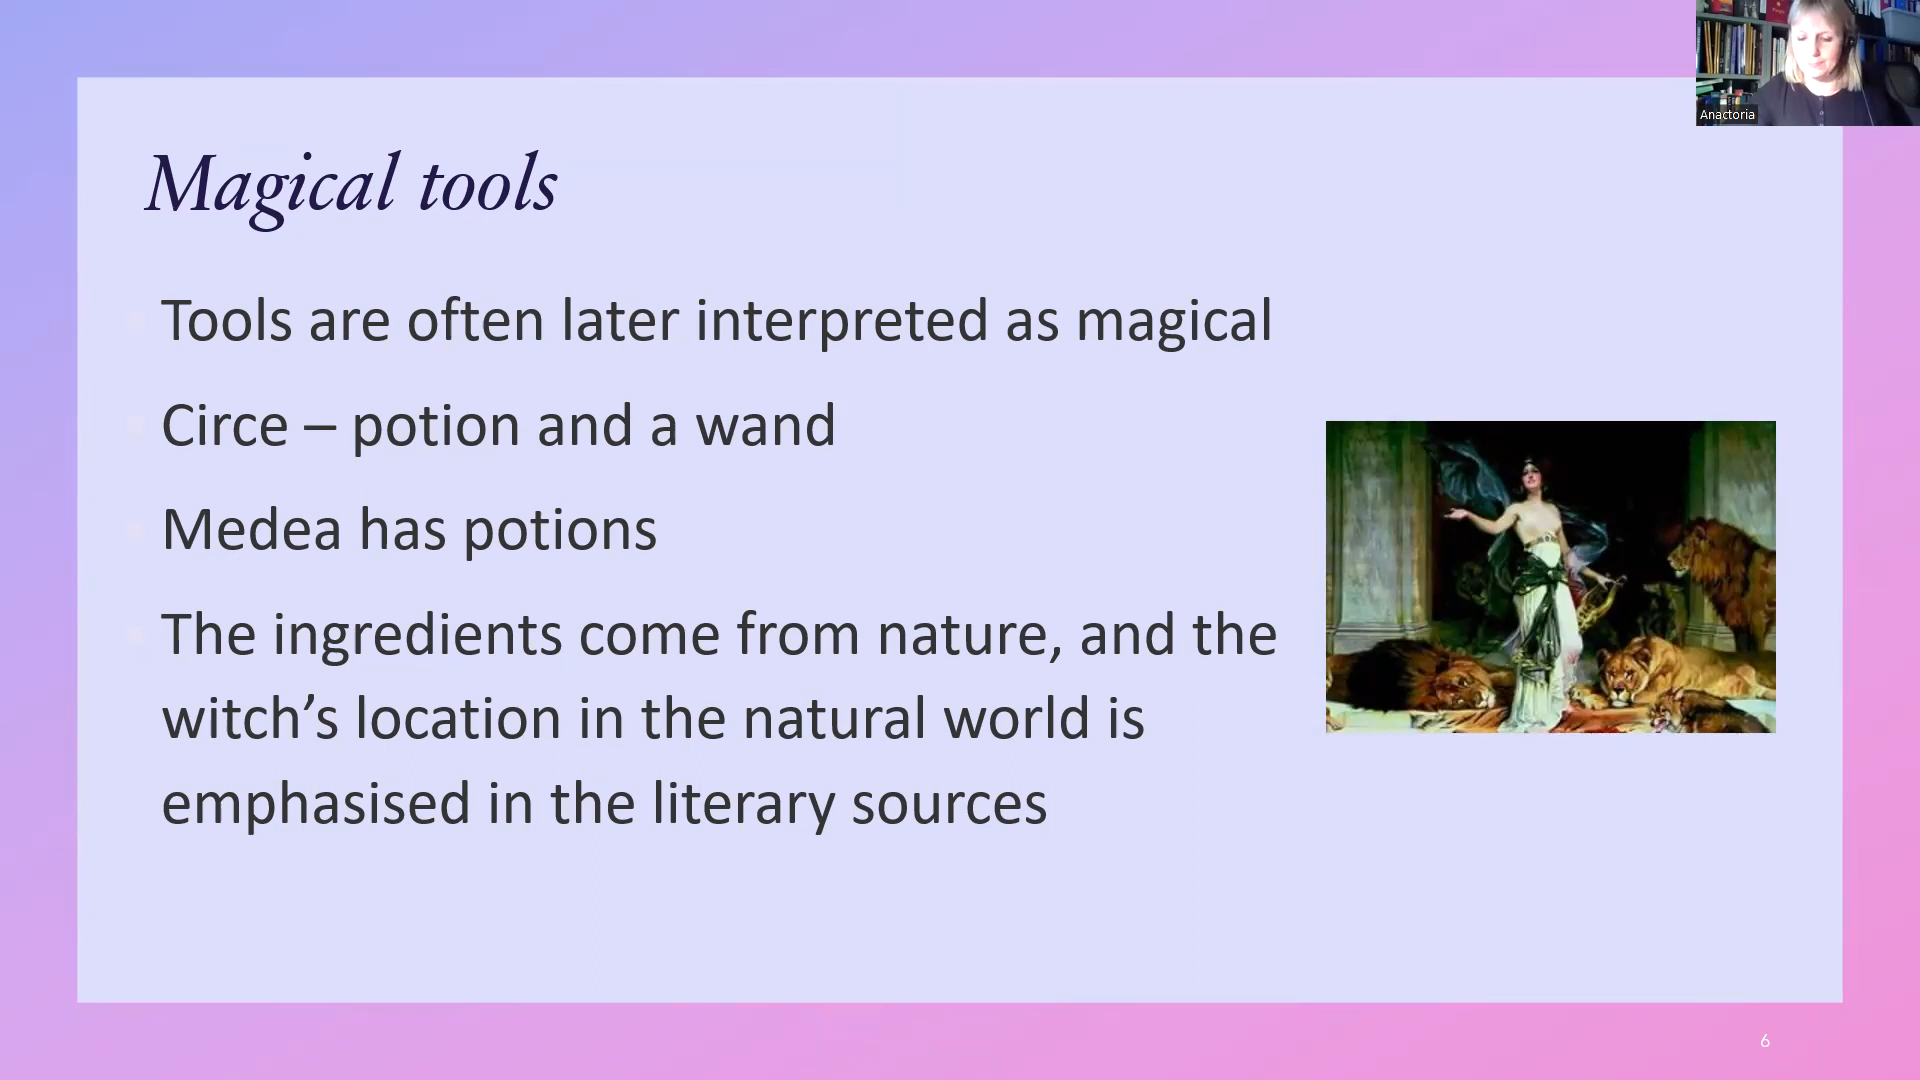 Anactoria
Magical tools
Tools are often later interpreted as magical
Circe – potion and a wand
Medea has potions
The ingredients come from nature, and the
witch’s location in the natural world is
emphasised in the literary sources
6